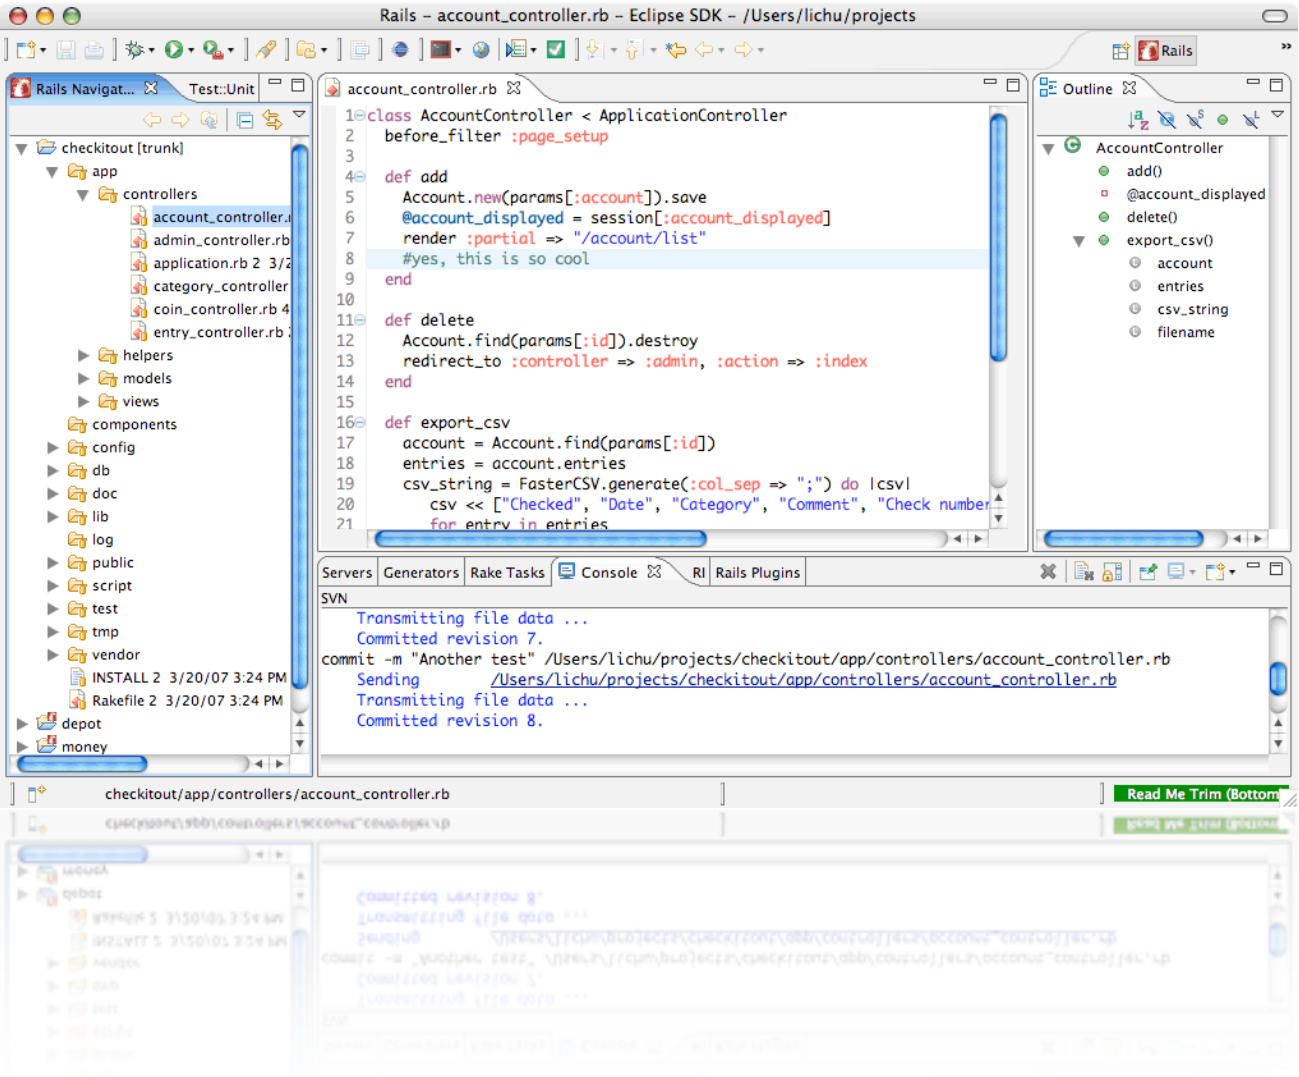 Rails – account_controller.rb – Eclipse SDK – /Users/lichu/projects
Rails
»
Rails Navigat...
Test::Unit
checkitout [trunk]
app
controllers
account_controller.r
admin_controller.rb
application.rb 2 3/2
category_controller
coin_controller.rb 4
entry_controller.rb
helpers
models
views
components
config
db
doc
lib
log
public
script
test
tmp
vendor
INSTALL 2 3/20/07 3:24 PM
Rakefile 2 3/20/07 3:24 PM
depot
money
account_controller.rb
1 class AccountController < ApplicationController
2 before_filter :page_setup
3
4 def add
5 Account.new(params[:account]).save
6 @account_displayed = session[:account_displayed]
7 render :partial => "/account/list"
8 #yes, this is so cool
9 end
10
11 def delete
12 Account.find(params[:id]).destroy
13 redirect_to :controller => :admin, :action => :index
14 end
15
16 def export_csv
17 account = Account.find(params[:id])
18 entries = account.entries
19 csv_string = FasterCSV.generate(:col_sep => ";") do |csv|
20 csv << ["Checked", "Date", "Category", "Comment", "Check number
21 for entry in entries
Outline
AccountController
add()
@account_displayed
delete()
export_csv()
account
entries
csv_string
filename
Servers
Generators
Rake Tasks
Console
RI
Rails Plugins
SVN
Transmitting file data ...
Committed revision 7.
commit -m "Another test" /Users/lichu/projects/checkitout/app/controllers/account_controller.rb
Sending /Users/lichu/projects/checkitout/app/controllers/account_controller.rb
Transmitting file data ...
Committed revision 8.
checkitout/app/controllers/account_controller.rb
Read Me Trim (Bottom)